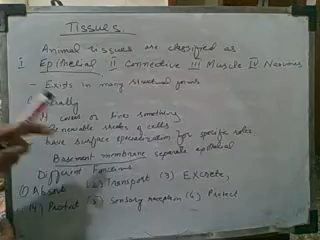 Tissues
Animal tissues are classified as
I Epithelial II Connective III Muscle IV Nervous
- Exists in many structural forms
covers or lines something
Renewable sheets of cells
have surface specialization for specific roles
Basement membrane separate epithelial
Different Functions
(1) Absorb (2) Transport (3) Excrete,
(4) Protect (5) Sensory reception (6) Protect